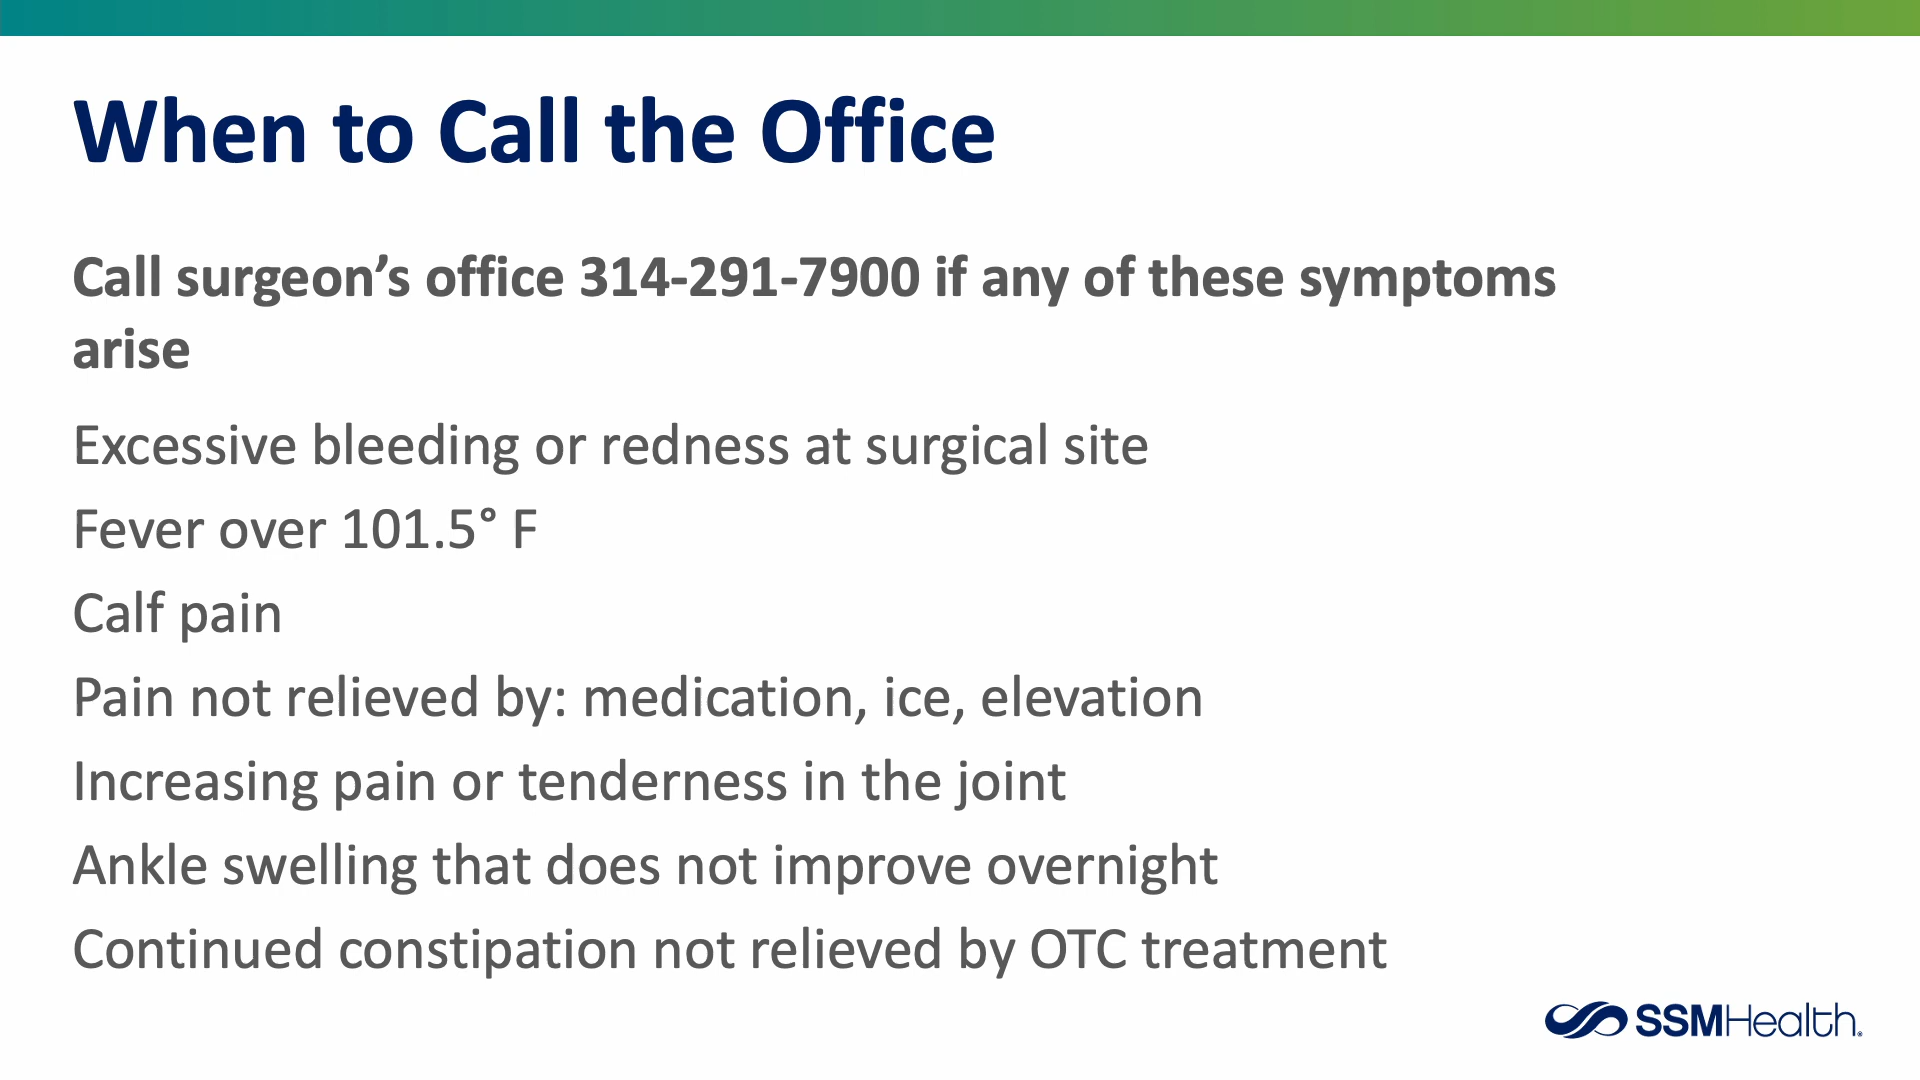 When to Call the Office
Call surgeon’s office 314-291-7900 if any of these symptoms
arise
Excessive bleeding or redness at surgical site
Fever over 101.5° F
Calf pain
Pain not relieved by: medication, ice, elevation
Increasing pain or tenderness in the joint
Ankle swelling that does not improve overnight
Continued constipation not relieved by OTC treatment
SSMHealth®